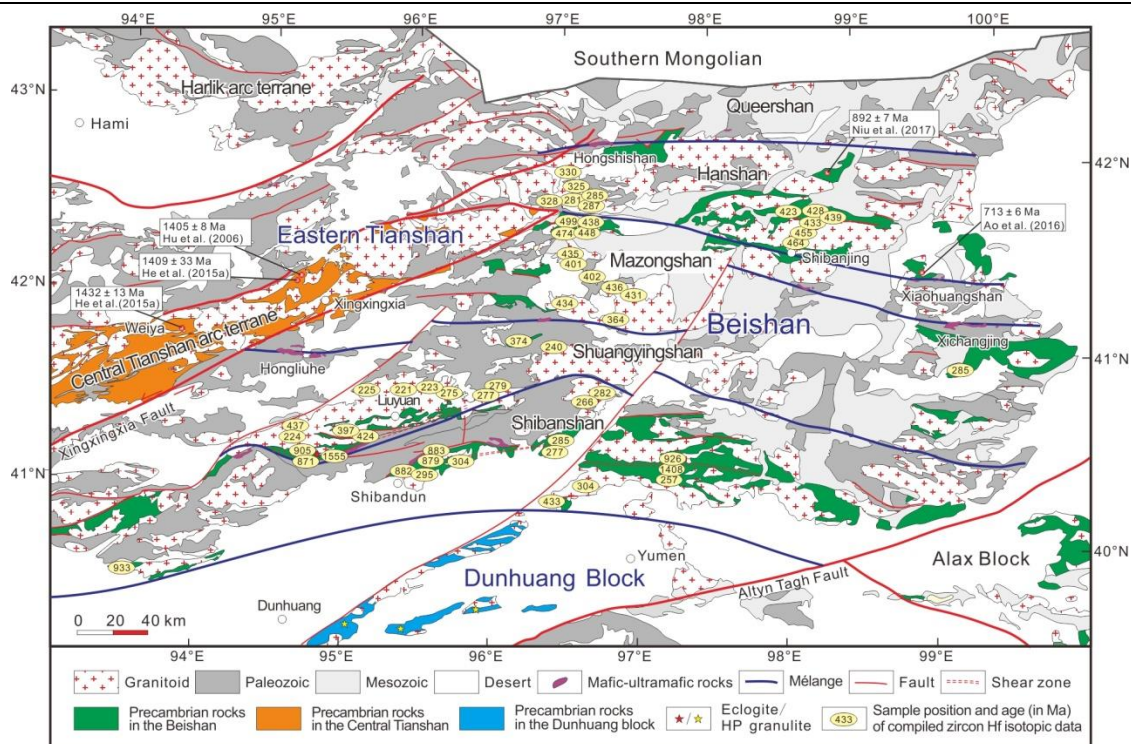 94°E 95°E 96°E 97°E 98°E 99°E 100°E
Southern Mongolian
43°N
Harlik arc terrane
Queershan
Hami
892 ± 7 Ma
Niu et al. (2017)
Hongshishan
42°N
Hanshan
330
325
328 281 285
287
423 428
439
433
455
464
499 438
474 448
1405 ± 8 Ma
Hu et al. (2006)
Eastern Tianshan
713 ± 6 Ma
Ao et al. (2016)
1409 ± 33 Ma
He et al. (2015a)
435
401
Mazongshan
Shibanjing
42°N
402
436
431
Xiaohuangshan
1432 ± 13 Ma
He et al. (2015a)
Xingxingxia
434
364
Beishan
Weiya
Central Tianshan arc terrane
374
240
Shuangyingshan
Xichangjing
41°N
285
Hongliuhe
225 221 223
275
279
277
282
266
Liuyuan
Xingxingxia Fault
437
224
397
424
Shibanshan
905
871
1555
883
879
304
285
277
926
1408
257
41°N
882
295
Shibandun
304
433
933
Yumen
40°N
Alax Block
Dunhuang Block
Altyn Tagh Fault
Dunhuang
0 20 40 km
94°E 95°E 96°E 97°E 98°E 99°E
Granitoid Paleozoic Mesozoic Desert Mafic-ultramafic rocks Mélange Fault Shear zone
Precambrian rocks
in the Beishan
Precambrian rocks
in the Central Tianshan
Precambrian rocks
in the Dunhuang block
/
Eclogite/
HP granulite
433
Sample position and age (in Ma)
of compiled zircon Hf isotopic data